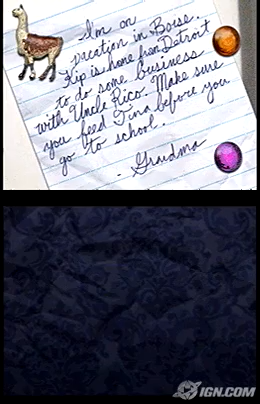 I'm on
vacation in Boise.
Kip is home from Detroit
to do some business
with Uncle Rico. Make sure
you feed Tina before you
go to school.
- Grandma
IGN.COM